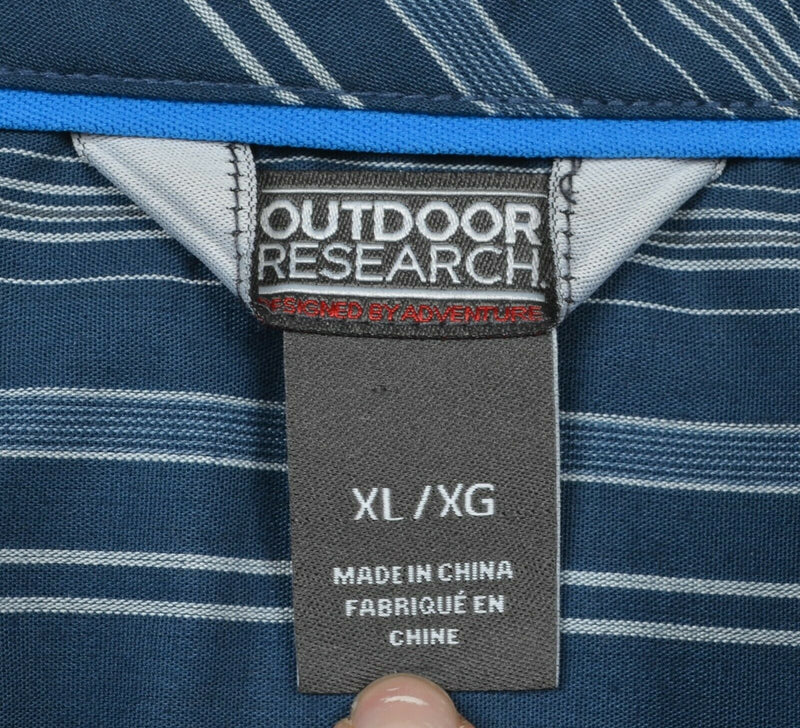 OUTDOOR
RESEARCH
DESIGNED BY ADVENTURE
XL / XG
MADE IN CHINA
FABRIQUÉ EN
CHINE